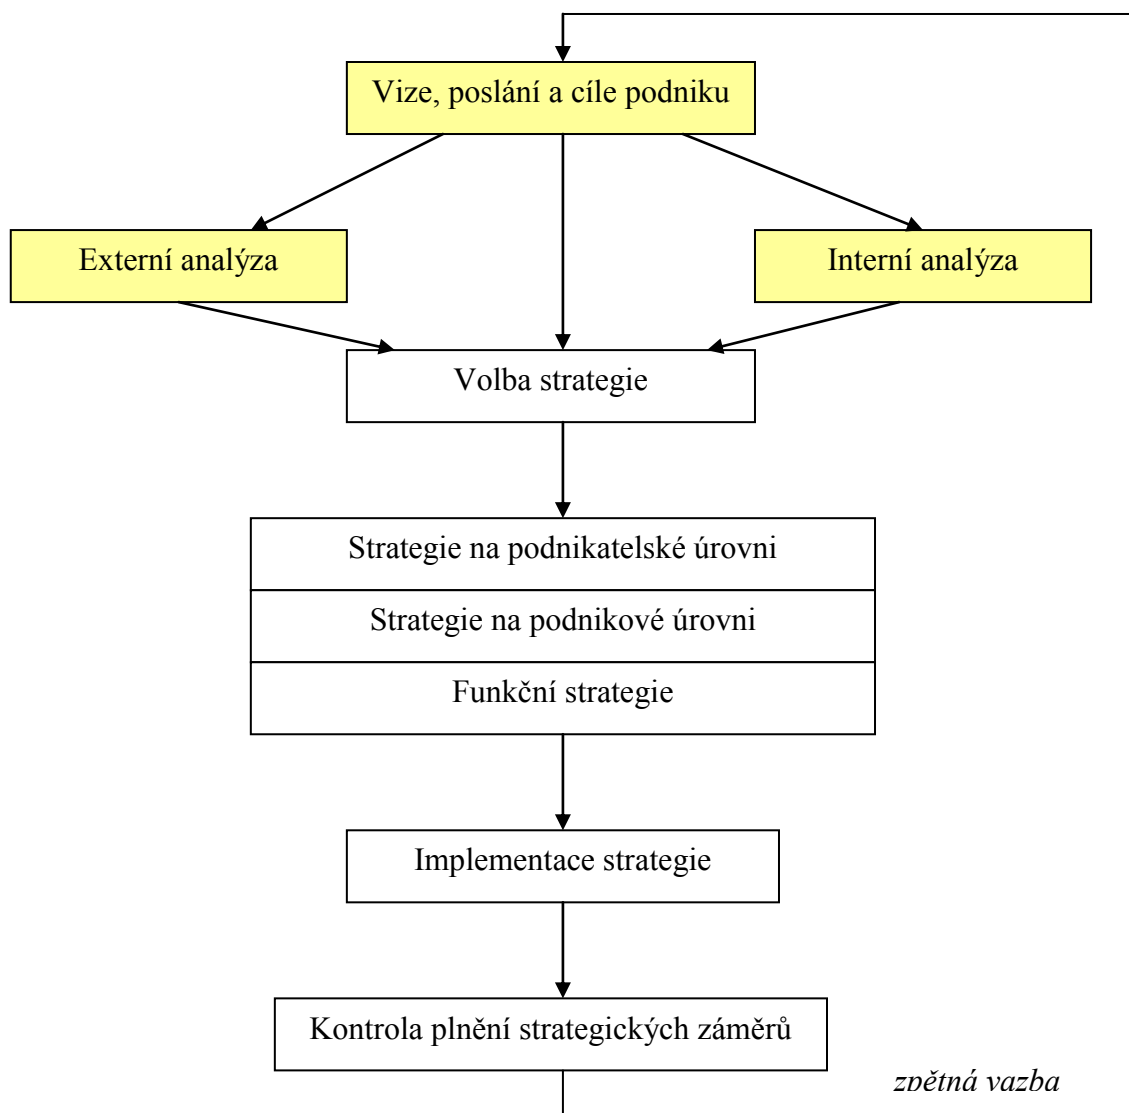 Vize, poslání a cíle podniku
Externí analýza
Interní analýza
Volba strategie
Strategie na podnikatelské úrovni
Strategie na podnikové úrovni
Funkční strategie
Implementace strategie
Kontrola plnění strategických záměrů
zpětná vazba